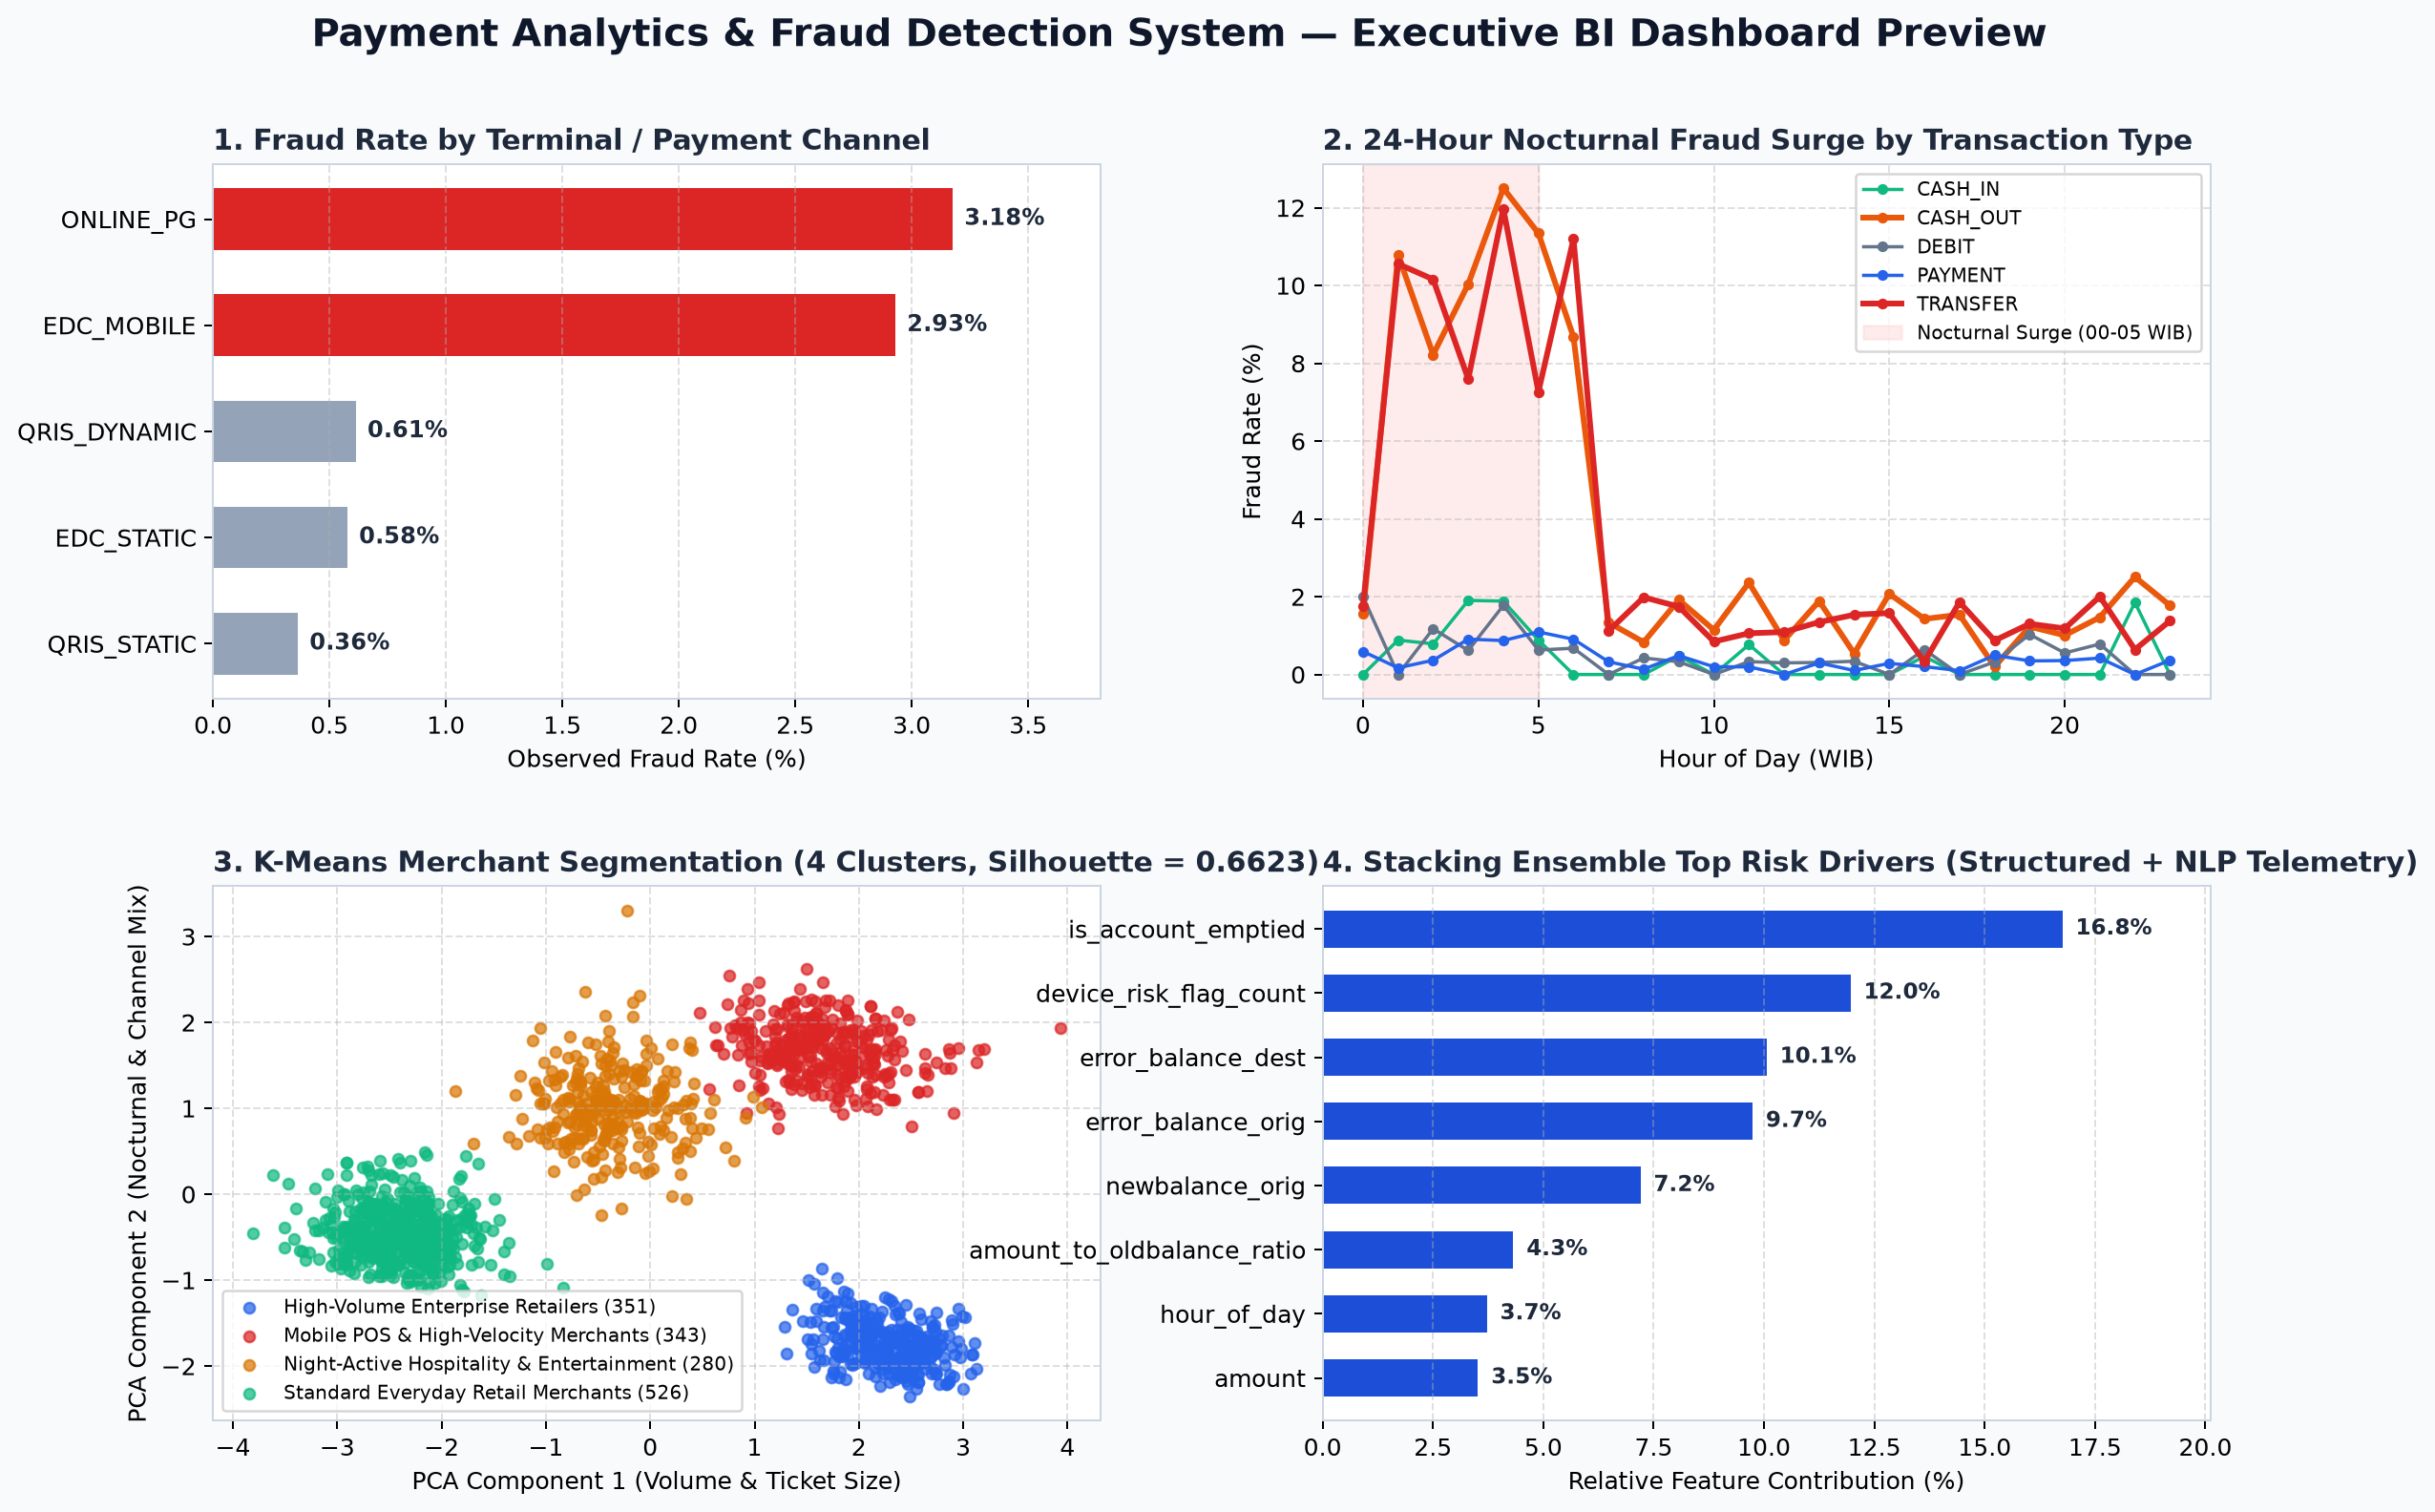 Payment Analytics & Fraud Detection System — Executive BI Dashboard Preview
1. Fraud Rate by Terminal / Payment Channel
ONLINE_PG
3.18%
EDC_MOBILE
2.93%
QRIS_DYNAMIC
0.61%
EDC_STATIC
0.58%
QRIS_STATIC
0.36%
0.0 0.5 1.0 1.5 2.0 2.5 3.0 3.5
Observed Fraud Rate (%)
2. 24-Hour Nocturnal Fraud Surge by Transaction Type
Fraud Rate (%)
12
10
8
6
4
2
0
CASH_IN
CASH_OUT
DEBIT
PAYMENT
TRANSFER
Nocturnal Surge (00-05 WIB)
0 5 10 15 20
Hour of Day (WIB)
3. K-Means Merchant Segmentation (4 Clusters, Silhouette = 0.6623)
PCA Component 2 (Nocturnal & Channel Mix)
3
2
1
0
−1
−2
High-Volume Enterprise Retailers (351)
Mobile POS & High-Velocity Merchants (343)
Night-Active Hospitality & Entertainment (280)
Standard Everyday Retail Merchants (526)
−4 −3 −2 −1 0 1 2 3 4
PCA Component 1 (Volume & Ticket Size)
4. Stacking Ensemble Top Risk Drivers (Structured + NLP Telemetry)
is_account_emptied
16.8%
device_risk_flag_count
12.0%
error_balance_dest
10.1%
error_balance_orig
9.7%
newbalance_orig
7.2%
amount_to_oldbalance_ratio
4.3%
hour_of_day
3.7%
amount
3.5%
0.0 2.5 5.0 7.5 10.0 12.5 15.0 17.5 20.0
Relative Feature Contribution (%)